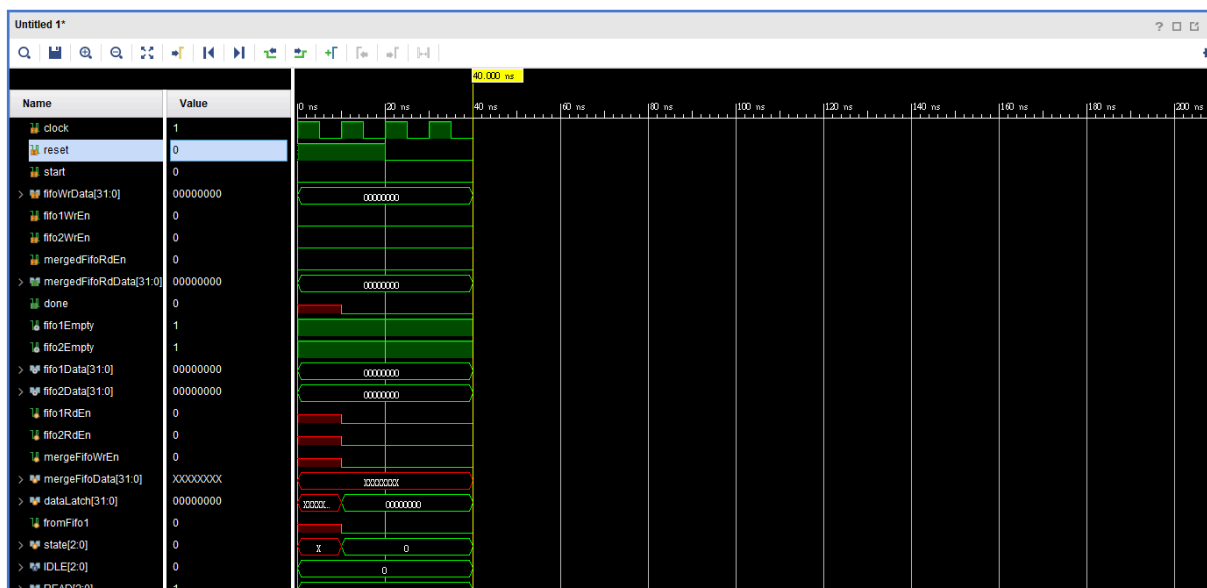 Untitled 1*
40.000 ns
Name Value
0 ns 20 ns 40 ns 60 ns 80 ns 100 ns 120 ns 140 ns 160 ns 180 ns 200 ns
clock 1
reset 0
start 0
fifoWrData[31:0] 00000000 00000000
fifo1WrEn 0
fifo2WrEn 0
mergedFifoRdEn 0
mergedFifoRdData[31:0] 00000000 00000000
done 0
fifo1Empty 1
fifo2Empty 1
fifo1Data[31:0] 00000000 00000000
fifo2Data[31:0] 00000000 00000000
fifo1RdEn 0
fifo2RdEn 0
mergeFifoWrEn 0
mergeFifoData[31:0] XXXXXXXX XXXXXXXX
dataLatch[31:0] 00000000 XXXXX... 00000000
fromFifo1 0
state[2:0] 0 X 0
IDLE[2:0] 0 0
READ[2:0] 1